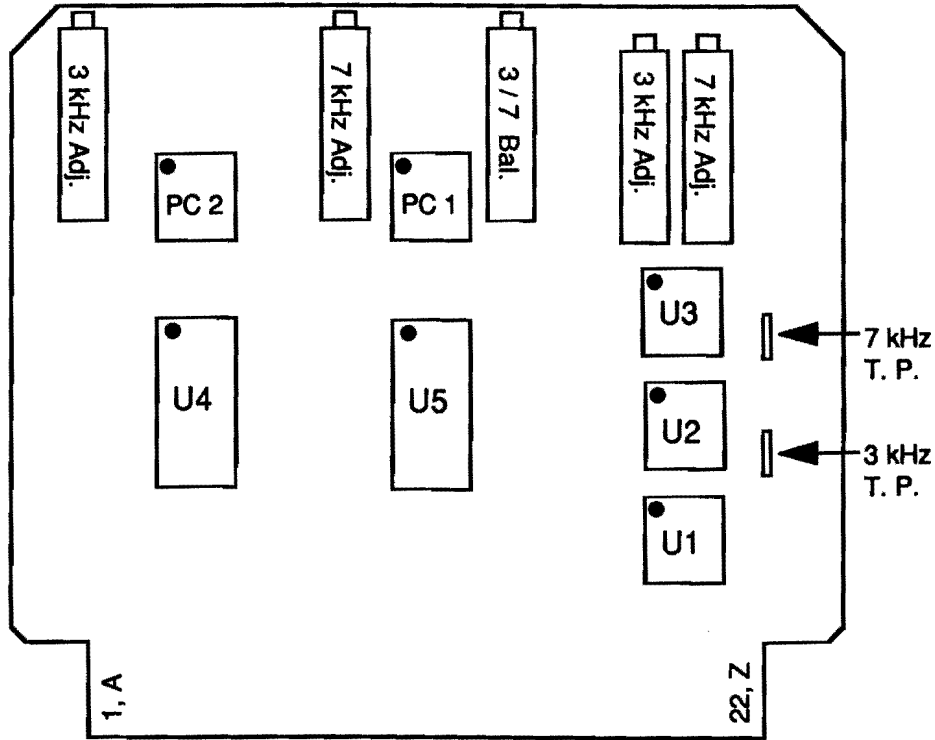 3 kHz Adj.
7 kHz Adj.
3 / 7 Bal.
3 kHz Adj.
7 kHz Adj.
PC 2
PC 1
U3
7 kHz
T. P.
U4
U5
U2
3 kHz
T. P.
U1
1, A
22, Z